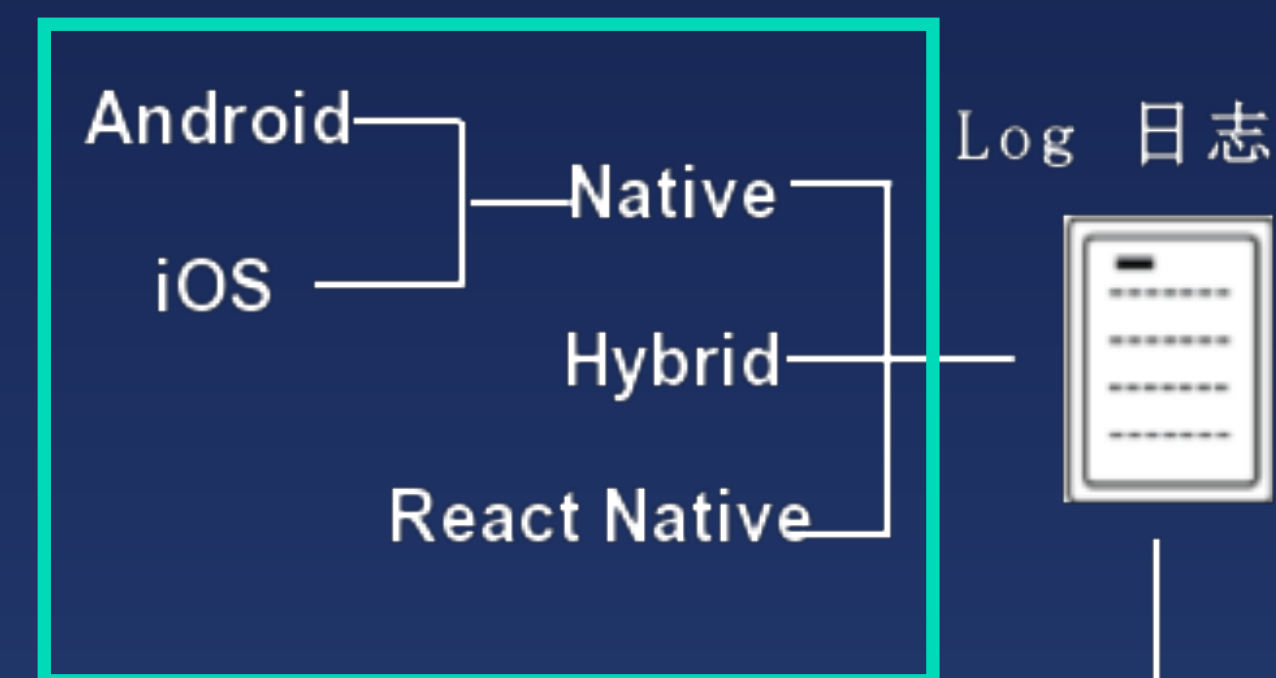 Android
Log 日志
Native
iOS
Hybrid
React Native